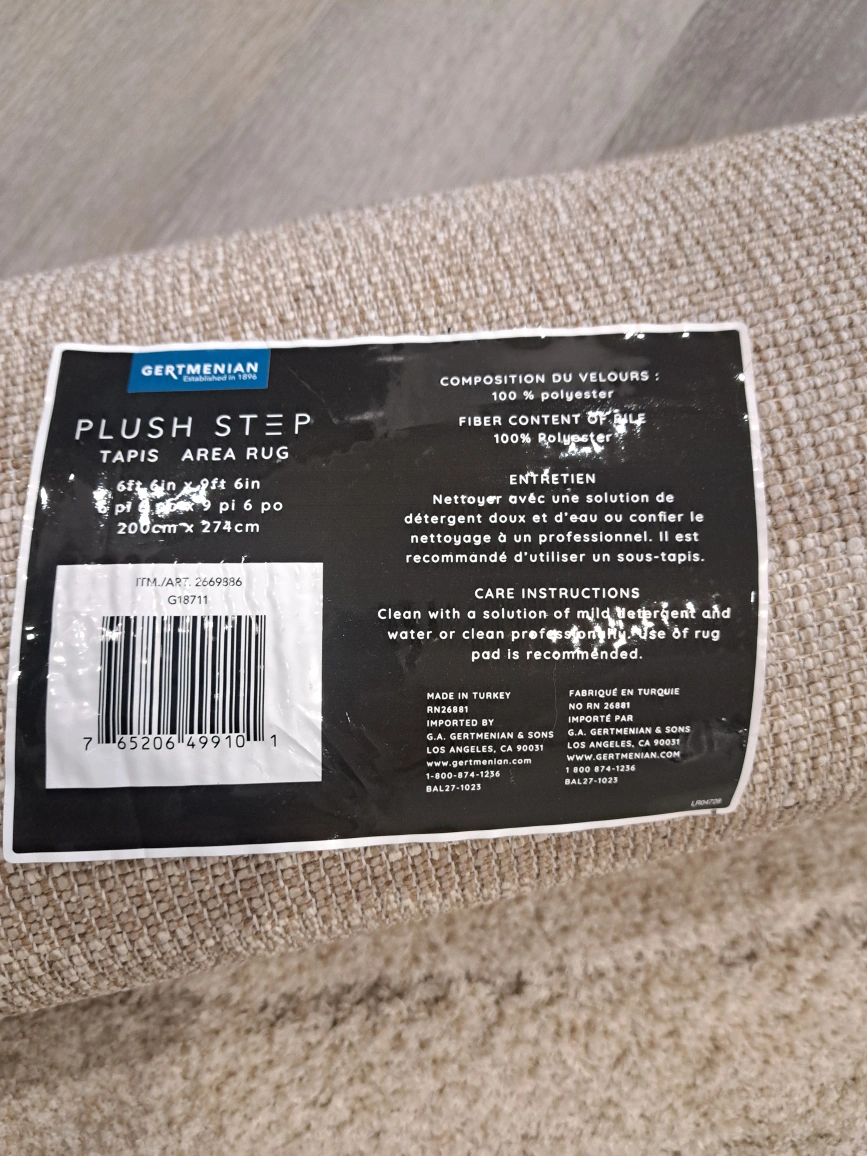 GERTMENIAN
Established in 1896
PLUSH STEP
TAPIS AREA RUG
6ft 6in x 9ft 6in
6 pi 6 po x 9 pi 6 po
200cm x 274cm
ITM./ART. 2669886
G18711
7 65206 49910 1
COMPOSITION DU VELOURS :
100 % polyester
FIBER CONTENT OF PILE
100% Polyester
ENTRETIEN
Nettoyer avéc une solution de
détergent doux et d'eau ou confier le
nettoyage à un professionnel. Il est
recommandé d'utiliser un sous-tapis.
CARE INSTRUCTIONS
Clean with a solution of mild detergent and
water or clean professionally. Use of rug
pad is recommended.
MADE IN TURKEY
RN26881
IMPORTED BY
G.A. GERTMENIAN & SONS
LOS ANGELES, CA 90031
www.gertmenian.com
1-800-874-1236
BAL27-1023
FABRIQUÉ EN TURQUIE
NO RN 26881
IMPORTÉ PAR
G.A. GERTMENIAN & SONS
LOS ANGELES, CA 90031
WWW.GERTMENIAN.COM
1 800 874-1236
BAL27-1023
LR04728